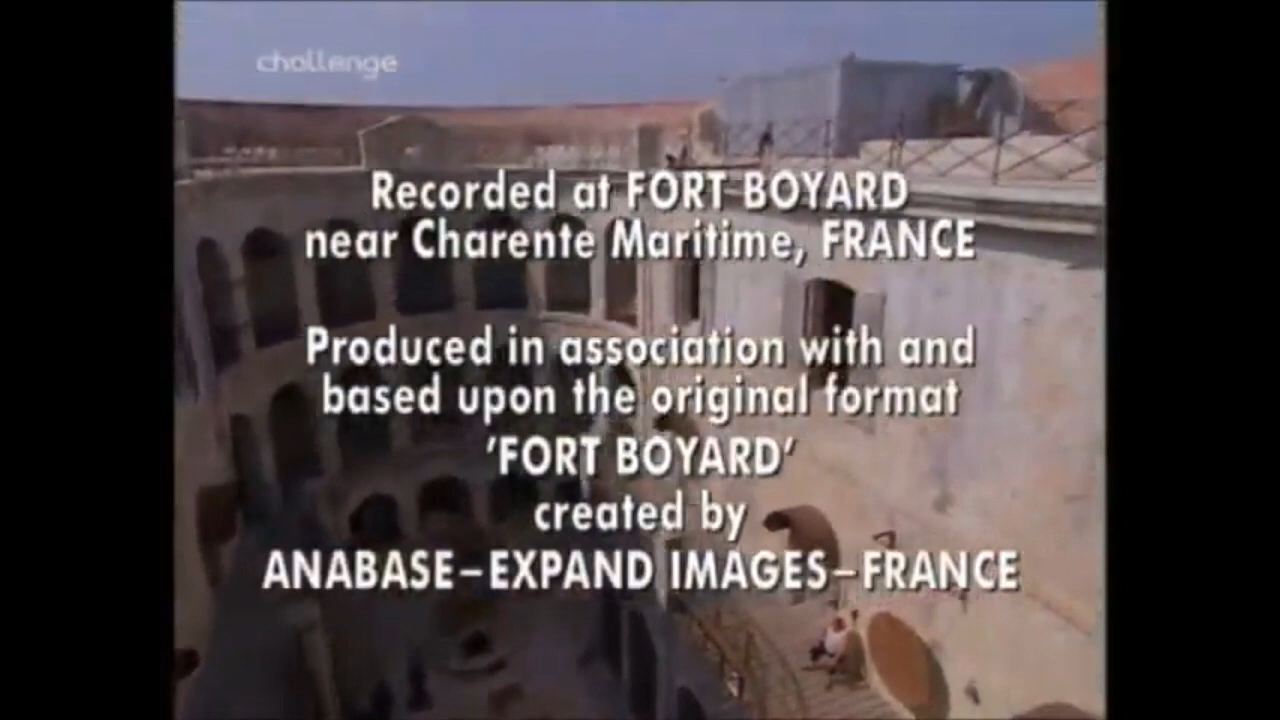 challenge
Recorded at FORT BOYARD
near Charente Maritime, FRANCE
Produced in association with and
based upon the original format
'FORT BOYARD'
created by
ANABASE–EXPAND IMAGES–FRANCE